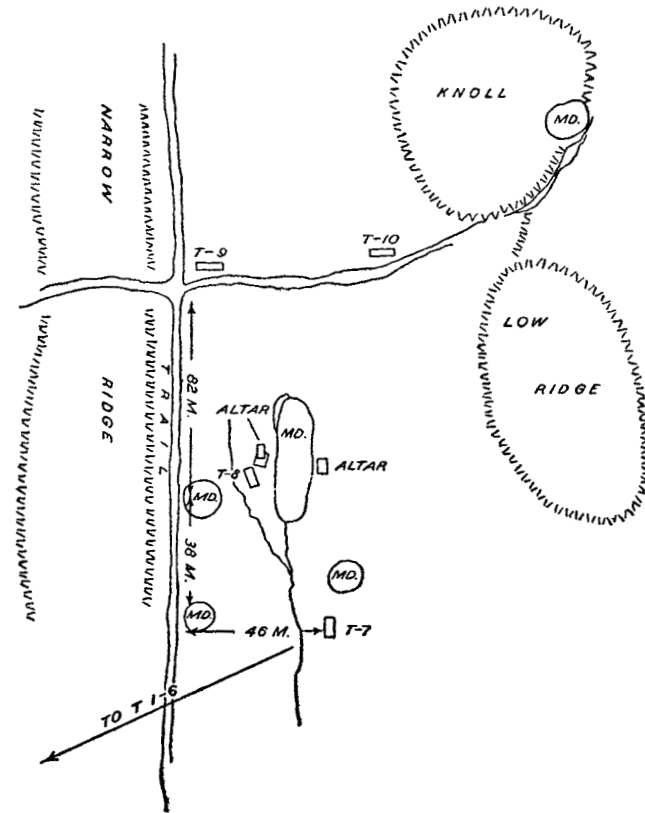 KNOLL
MD.
NARROW
T-9
T-10
LOW
RIDGE
RIDGE
TRAIL
82 M.
ALTAR
MD.
T-8
ALTAR
MD.
38 M.
MD.
MD.
46 M.
T-7
TO T 1-6